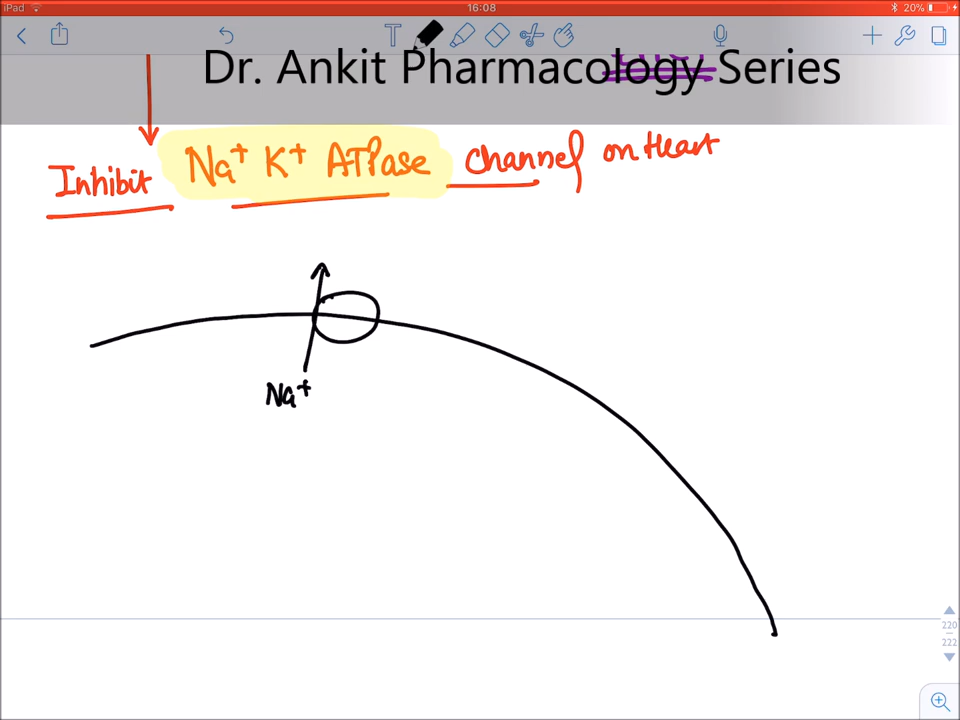 iPad 16:08 20%
T
Dr. Ankit Pharmacology Series
Inhibit Na+ K+ ATPase channel on Heart
Na+
220
222